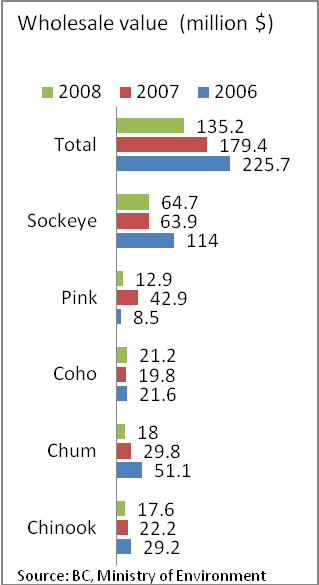 Wholesale value  (million $)
2008 2007 2006
135.2
Total 179.4
225.7
64.7
Sockeye 63.9
114
12.9
Pink 42.9
8.5
21.2
Coho 19.8
21.6
18
Chum 29.8
51.1
17.6
Chinook 22.2
29.2
Source: BC, Ministry of Environment